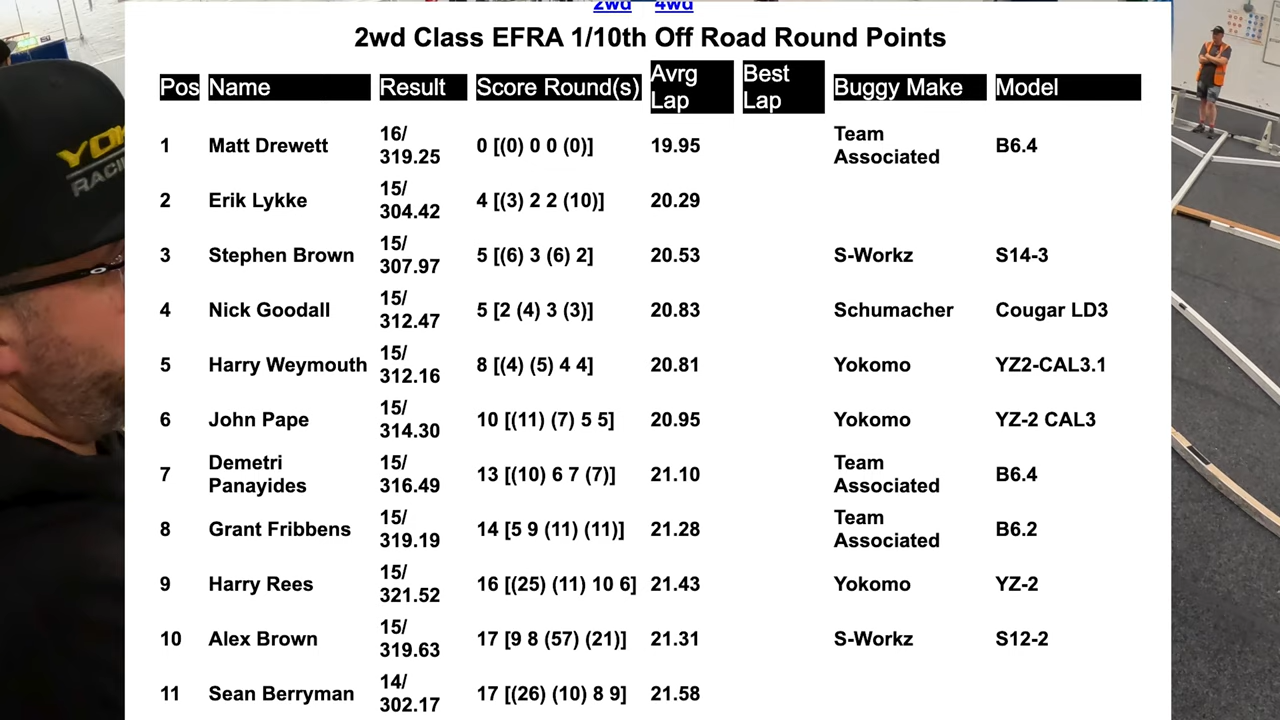 2wd 4wd
2wd Class EFRA 1/10th Off Road Round Points
Pos Name Result Score Round(s) Avrg Lap Best Lap Buggy Make Model
1 Matt Drewett 16/ 319.25 0 [(0) 0 0 (0)] 19.95 Team Associated B6.4
2 Erik Lykke 15/ 304.42 4 [(3) 2 2 (10)] 20.29
3 Stephen Brown 15/ 307.97 5 [(6) 3 (6) 2] 20.53 S-Workz S14-3
4 Nick Goodall 15/ 312.47 5 [2 (4) 3 (3)] 20.83 Schumacher Cougar LD3
5 Harry Weymouth 15/ 312.16 8 [(4) (5) 4 4] 20.81 Yokomo YZ2-CAL3.1
6 John Pape 15/ 314.30 10 [(11) (7) 5 5] 20.95 Yokomo YZ-2 CAL3
7 Demetri Panayides 15/ 316.49 13 [(10) 6 7 (7)] 21.10 Team Associated B6.4
8 Grant Fribbens 15/ 319.19 14 [5 9 (11) (11)] 21.28 Team Associated B6.2
9 Harry Rees 15/ 321.52 16 [(25) (11) 10 6] 21.43 Yokomo YZ-2
10 Alex Brown 15/ 319.63 17 [9 8 (57) (21)] 21.31 S-Workz S12-2
11 Sean Berryman 14/ 302.17 17 [(26) (10) 8 9] 21.58